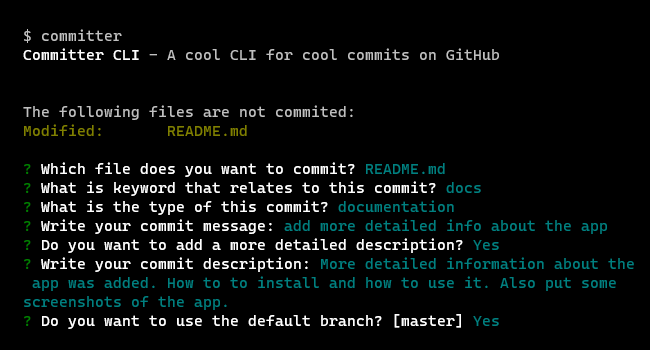 $ committer
Committer CLI - A cool CLI for cool commits on GitHub
The following files are not commited:
Modified: README.md
? Which file does you want to commit? README.md
? What is keyword that relates to this commit? docs
? What is the type of this commit? documentation
? Write your commit message: add more detailed info about the app
? Do you want to add a more detailed description? Yes
? Write your commit description: More detailed information about the
app was added. How to to install and how to use it. Also put some
screenshots of the app.
? Do you want to use the default branch? [master] Yes